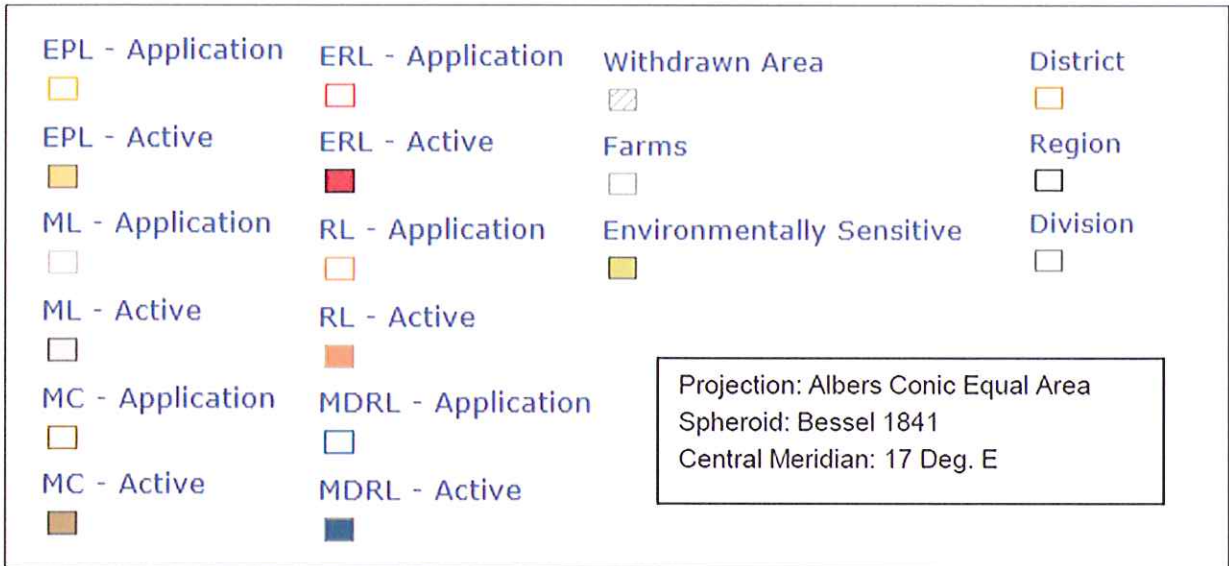 EPL - Application
EPL - Active
ML - Application
ML - Active
MC - Application
MC - Active
ERL - Application
ERL - Active
RL - Application
RL - Active
MDRL - Application
MDRL - Active
Withdrawn Area
Farms
Environmentally Sensitive
District
Region
Division
Projection: Albers Conic Equal Area
Spheroid: Bessel 1841
Central Meridian: 17 Deg. E